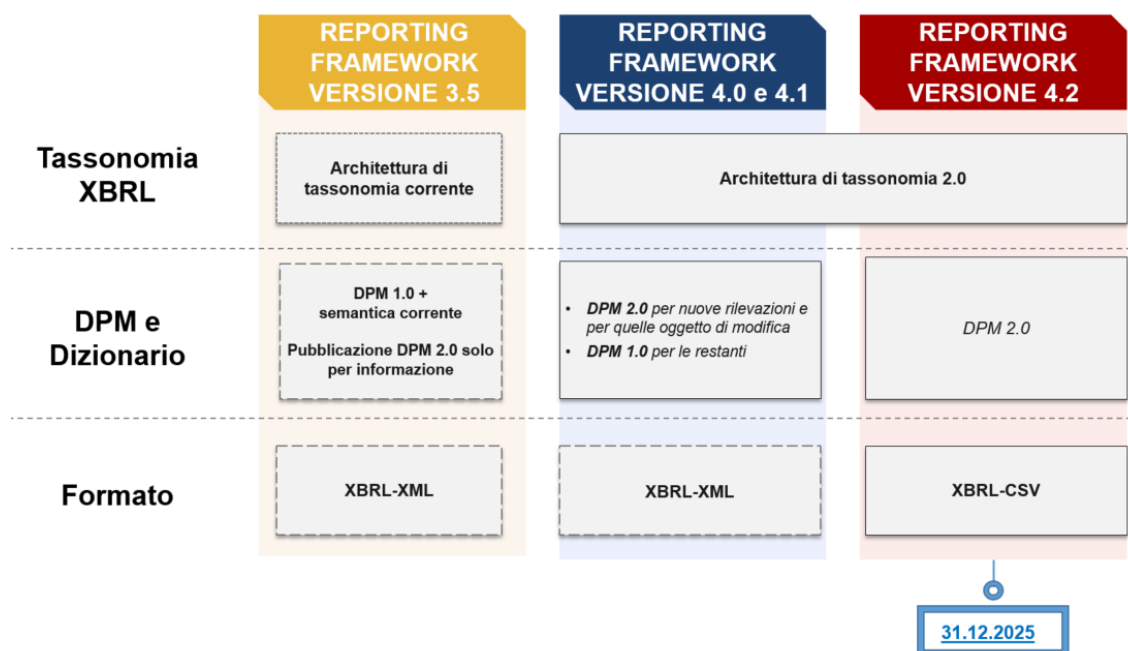 REPORTING
FRAMEWORK
VERSIONE 3.5
REPORTING
FRAMEWORK
VERSIONE 4.0 e 4.1
REPORTING
FRAMEWORK
VERSIONE 4.2
Tassonomia
XBRL
Architettura di
tassonomia corrente
Architettura di tassonomia 2.0
DPM e
Dizionario
DPM 1.0 +
semantica corrente
Pubblicazione DPM 2.0 solo
per informazione
• DPM 2.0 per nuove rilevazioni e
per quelle oggetto di modifica
• DPM 1.0 per le restanti
DPM 2.0
Formato
XBRL-XML
XBRL-XML
XBRL-CSV
31.12.2025